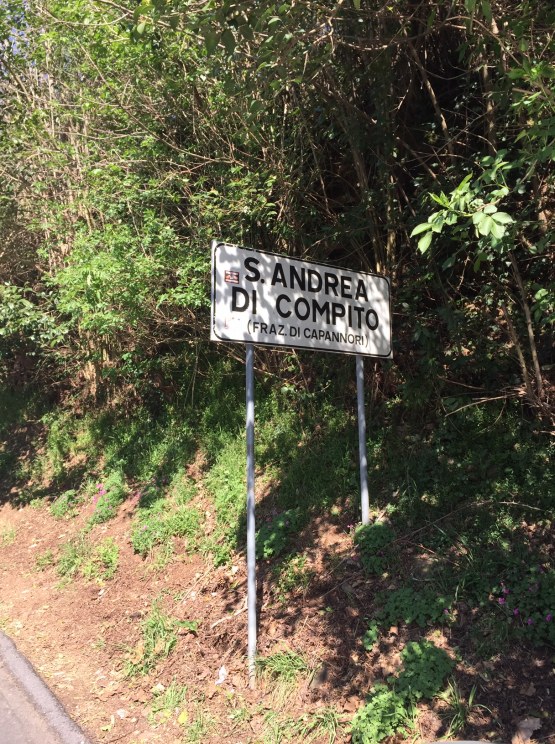 S. ANDREA
DI COMPITO
(FRAZ. DI CAPANNORI)